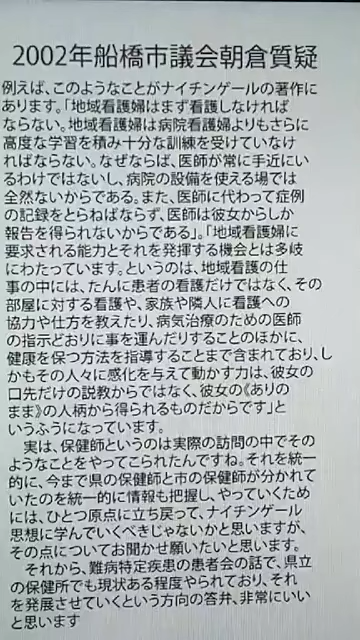 2002年船橋市議会朝倉質疑
例えば、このようなことがナイチンゲールの著作に
あります。「地域看護婦はまず看護しなければ
ならない。地域看護婦は病院看護婦よりもさらに
高度な学習を積み十分な訓練を受けていなけ
ればならない。なぜならば、医師が常に手近にい
るわけではないし、病院の設備を使える場では
全然ないからである。また、医師に代わって症例
の記録をとらねばならず、医師は彼女からしか
報告を得られないからである」。「地域看護婦に
要求される能力とそれを発揮する機会とは多岐
にわたっています。というのは、地域看護の仕
事の中には、たんに患者の看護だけではなく、その
部屋に対する看護や、家族や隣人に看護への
協力や仕方を教えたり、病気治療のための医師
の指示どおりに事を運んだりすることのほかに、
健康を保つ方法を指導することまで含まれており、し
かもその人々に感化を与えて動かす力は、彼女の
口先だけの説教からではなく、彼女の《ありの
まま》の人柄から得られるものだからです」と
いうふうになっています。
実は、保健師というのは実際の訪問の中でその
ようなことをやってこられたんですね。それを統一
的に、今まで県の保健師と市の保健師が分かれて
いたのを統一的に情報も把握し、やっていくため
には、ひとつ原点に立ち戻って、ナイチンゲール
思想に学んでいくべきじゃないかと思いますが、
その点についてお聞かせ願いたいと思います。
それから、難病特定疾患の患者会の話で、県立
の保健所でも現状ある程度やられており、それ
を発展させていくという方向の答弁、非常にいい
と思います